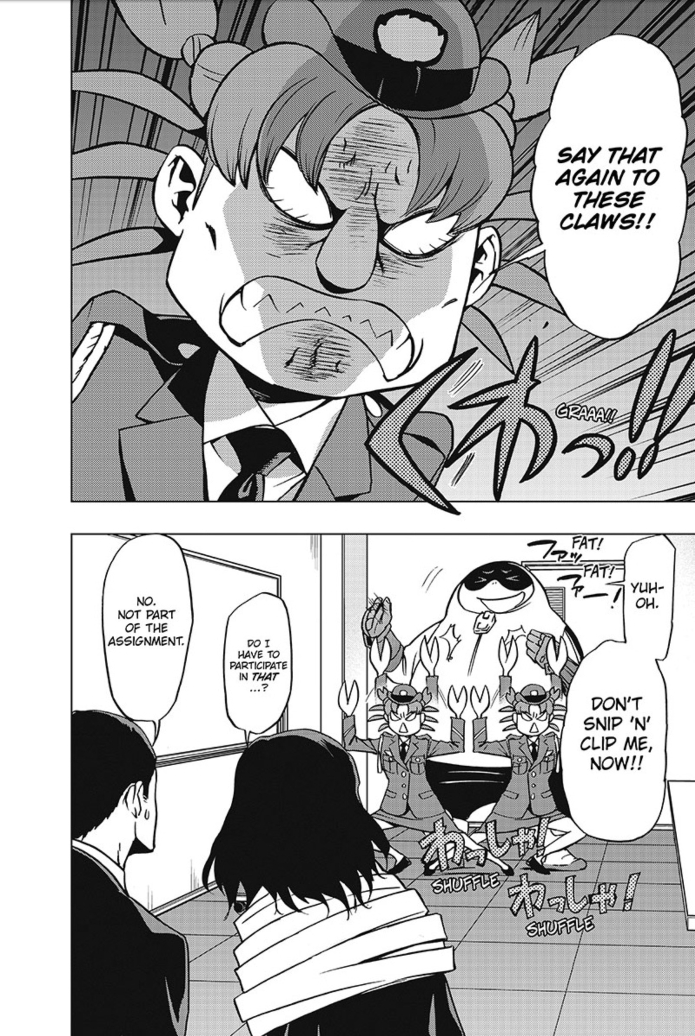 SAY THAT
AGAIN TO
THESE
CLAWS!!
GRAAA!!
くわっ!!
YUH-
OH.
FAT!
ファッ
FAT!
ファー!
DON'T
SNIP 'N'
CLIP ME,
NOW!!
わっしゃ!
SHUFFLE
わっしゃ!
SHUFFLE
DO I
HAVE TO
PARTICIPATE
IN THAT
...?
NO.
NOT PART
OF THE
ASSIGNMENT.